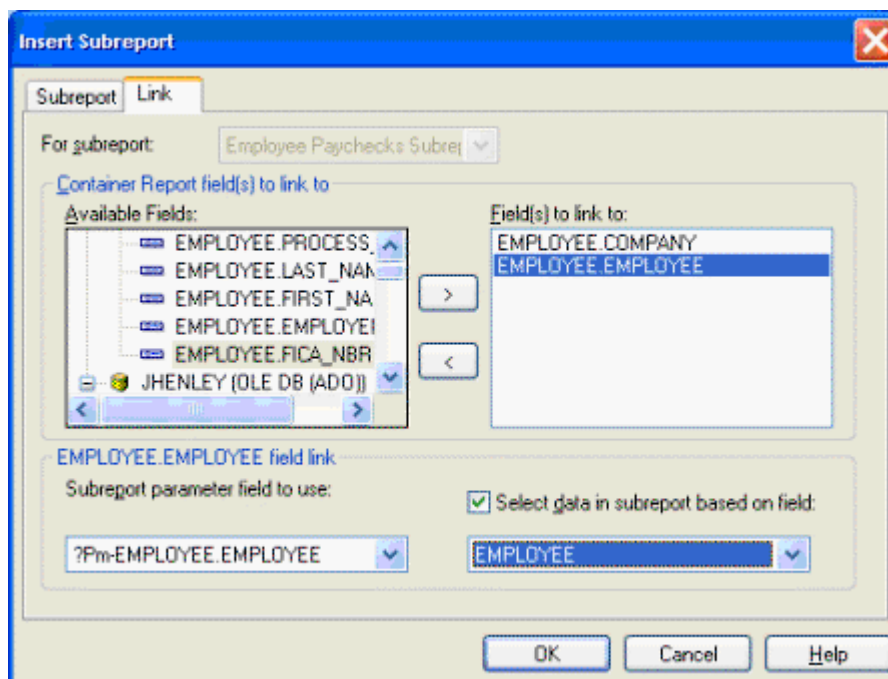 Insert Subreport
Subreport Link
For subreport: Employee Paychecks Subre
Container Report field(s) to link to
Available Fields:
Field(s) to link to:
EMPLOYEE.PROCESS_
EMPLOYEE.LAST_NAM
EMPLOYEE.FIRST_NA
EMPLOYEE.EMPLOYE
EMPLOYEE.FICA_NBR
JHENLEY (OLE DB (ADO))
>
<
EMPLOYEE.COMPANY
EMPLOYEE.EMPLOYEE
EMPLOYEE.EMPLOYEE field link
Subreport parameter field to use:
Select data in subreport based on field:
?Pm-EMPLOYEE.EMPLOYEE
EMPLOYEE
OK Cancel Help